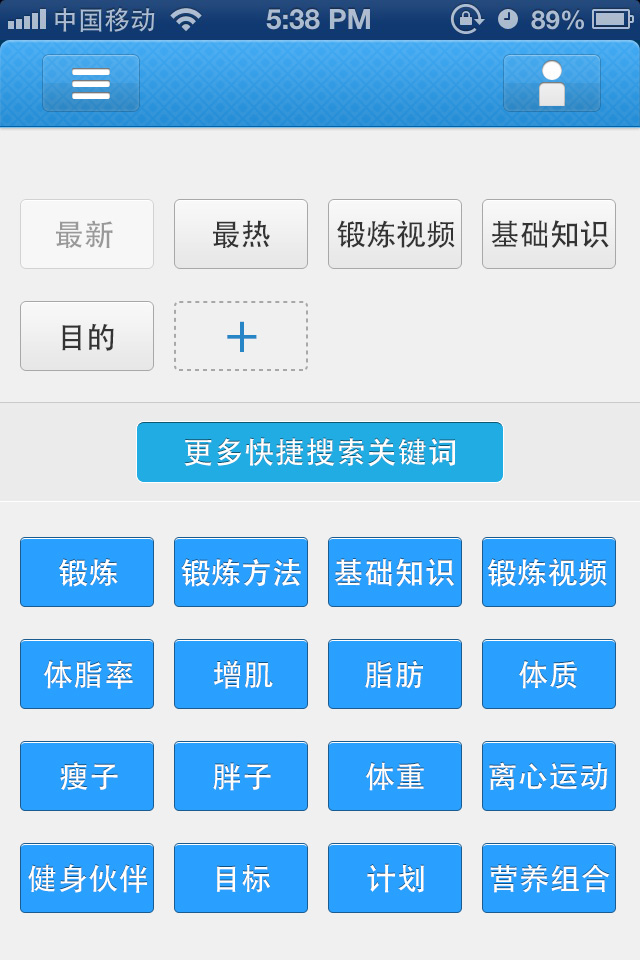 中国移动 5:38 PM 89%
最新 最热 锻炼视频 基础知识
目的 +
更多快捷搜索关键词
锻炼 锻炼方法 基础知识 锻炼视频
体脂率 增肌 脂肪 体质
瘦子 胖子 体重 离心运动
健身伙伴 目标 计划 营养组合